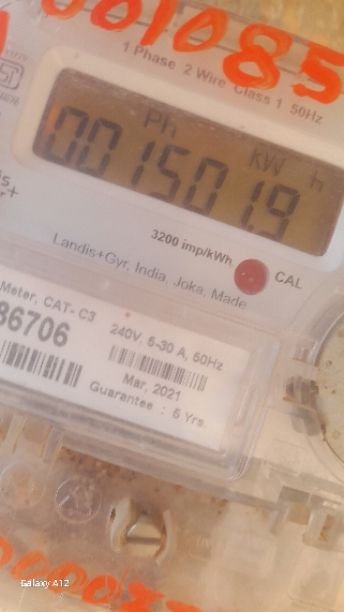 001085
1 Phase 2 Wire Class 1 50Hz
Ph kW h
0015019
3200 imp/kWh
CAL
Landis+Gyr, India Joka, Made
Meter, CAT- C3
86706
240V, 5-30 A, 50Hz
Mar, 2021
Guarantee : 5 Yrs.
Galaxy A12